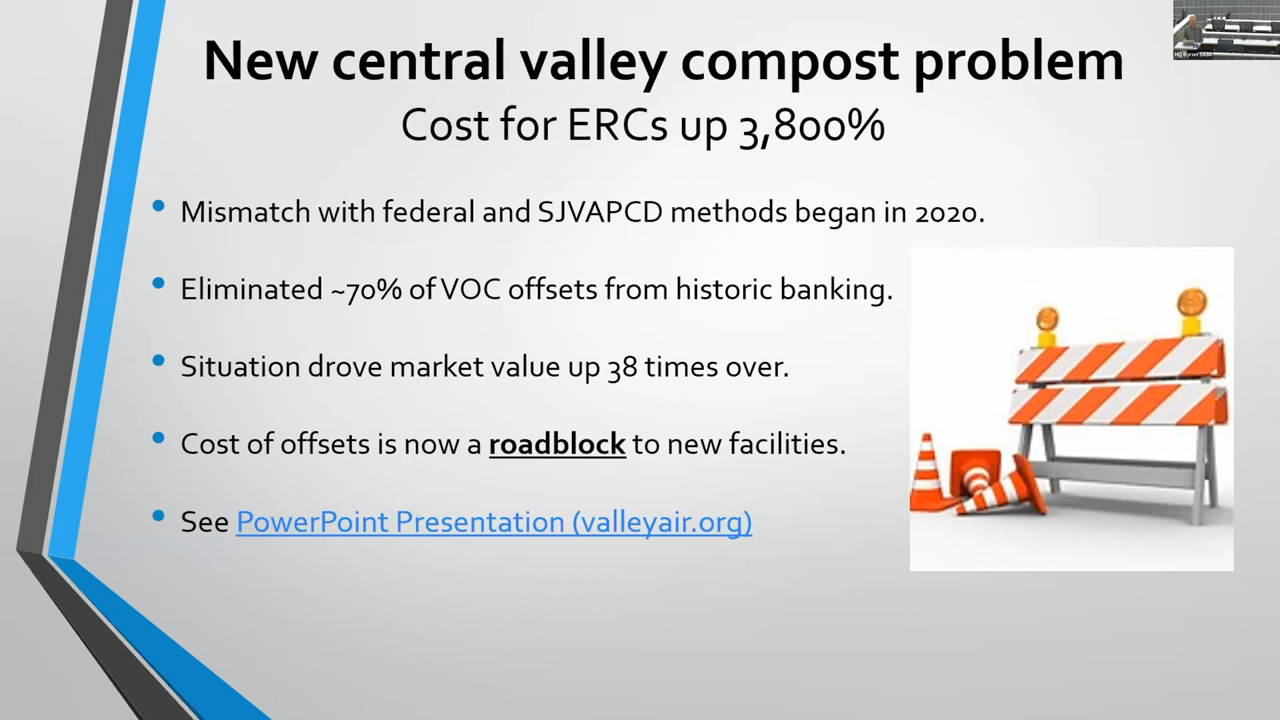 New central valley compost problem
Cost for ERCs up 3,800%
• Mismatch with federal and SJVAPCD methods began in 2020.
• Eliminated ~70% of VOC offsets from historic banking.
• Situation drove market value up 38 times over.
• Cost of offsets is now a roadblock to new facilities.
• See PowerPoint Presentation (valleyair.org)